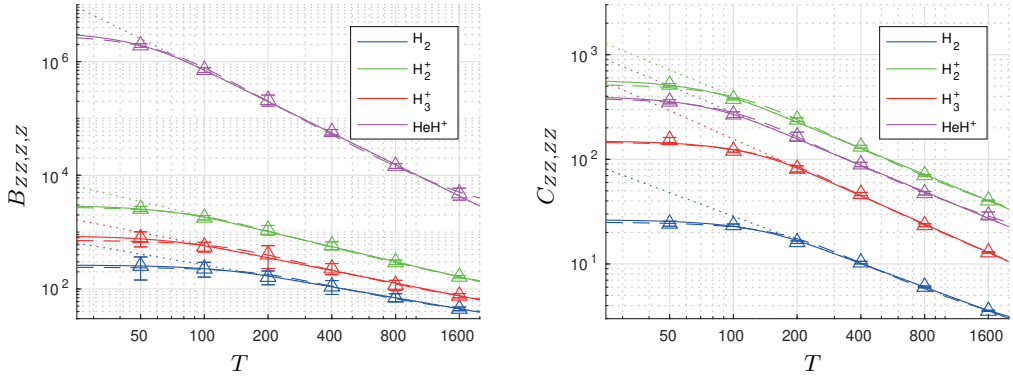 10^6
10^4
10^2
B_{ZZ,Z,Z}
50 100 200 400 800 1600
T
H_2
H_2^+
H_3^+
HeH^+
10^3
10^2
10^1
C_{ZZ,ZZ}
50 100 200 400 800 1600
T
H_2
H_2^+
H_3^+
HeH^+